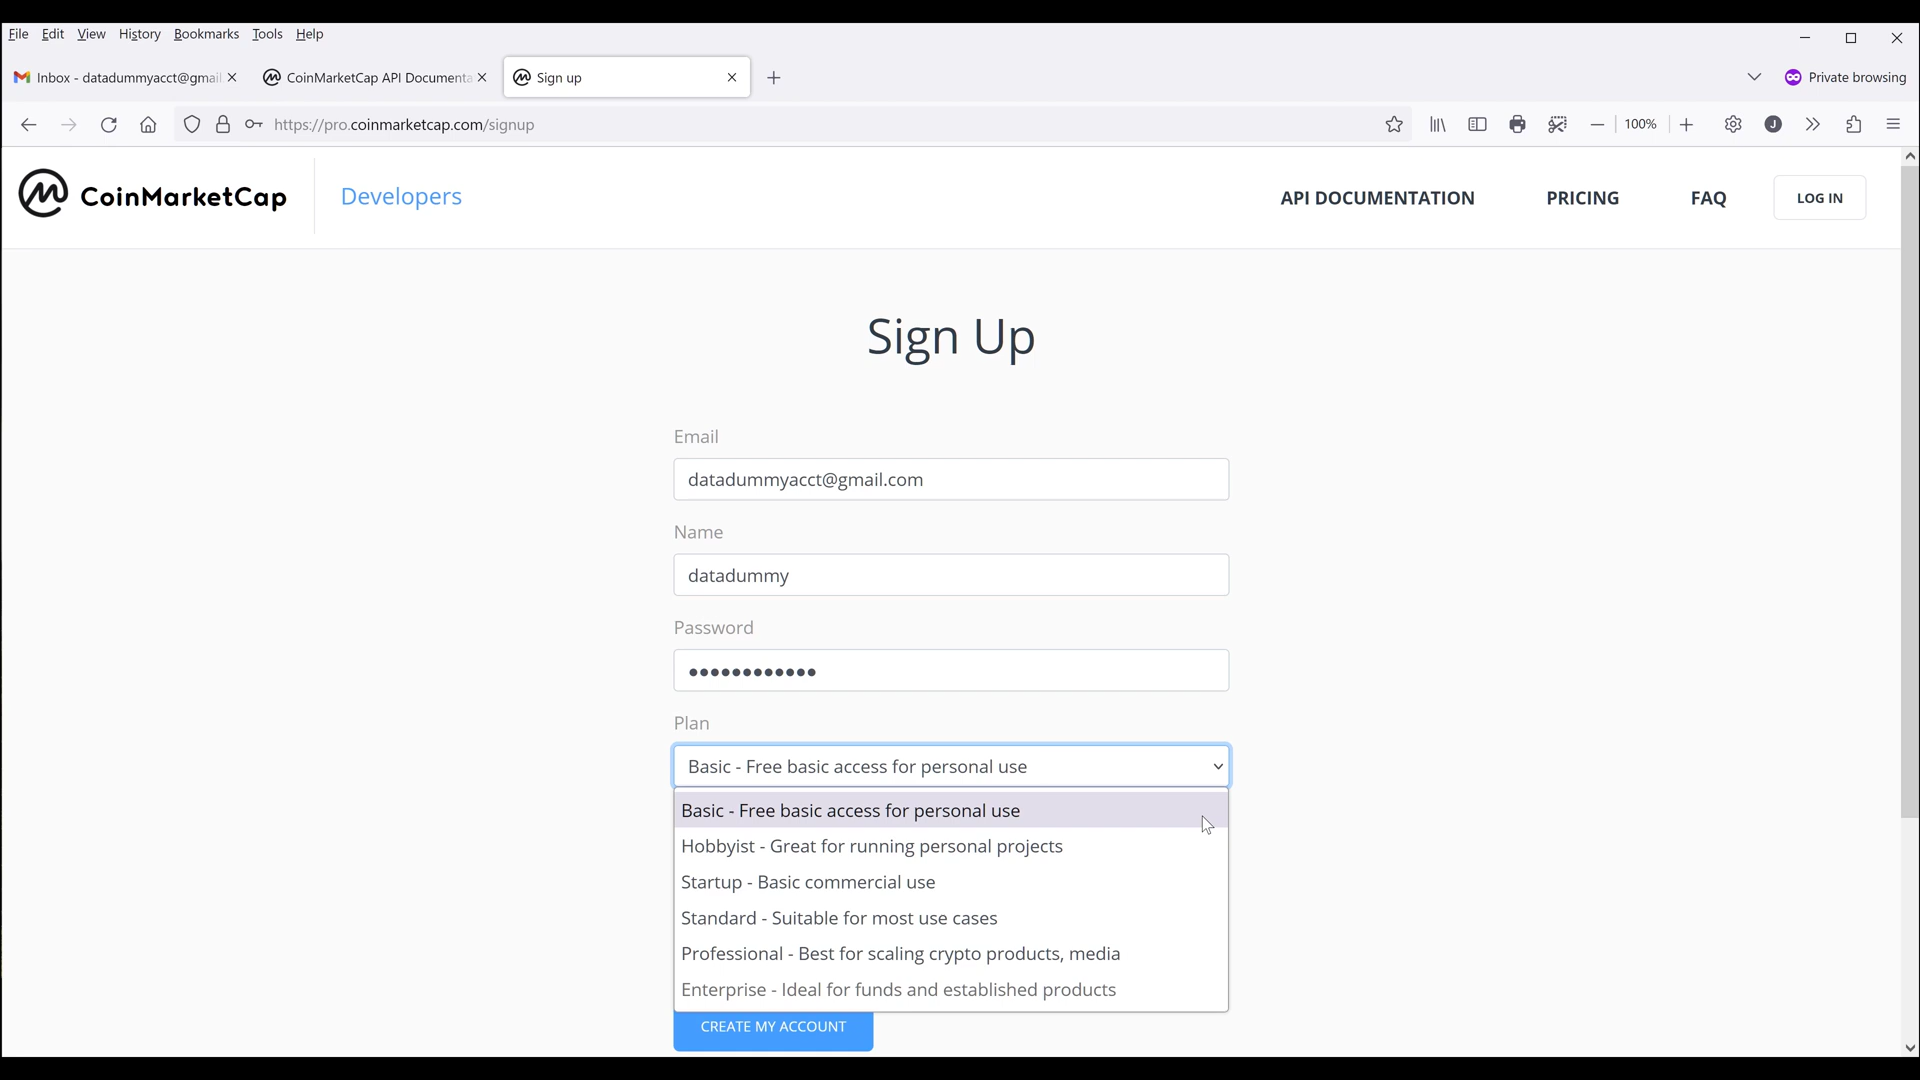 File Edit View History Bookmarks Tools Help
Inbox - datadummyacct@gmail. CoinMarketCap API Documenta Sign up Private browsing
https://pro.coinmarketcap.com/signup 100% J
CoinMarketCap Developers API DOCUMENTATION PRICING FAQ LOG IN
Sign Up
Email
datadummyacct@gmail.com
Name
datadummy
Password
••••••••••••
Plan
Basic - Free basic access for personal use
Basic - Free basic access for personal use
Hobbyist - Great for running personal projects
Startup - Basic commercial use
Standard - Suitable for most use cases
Professional - Best for scaling crypto products, media
Enterprise - Ideal for funds and established products
CREATE MY ACCOUNT